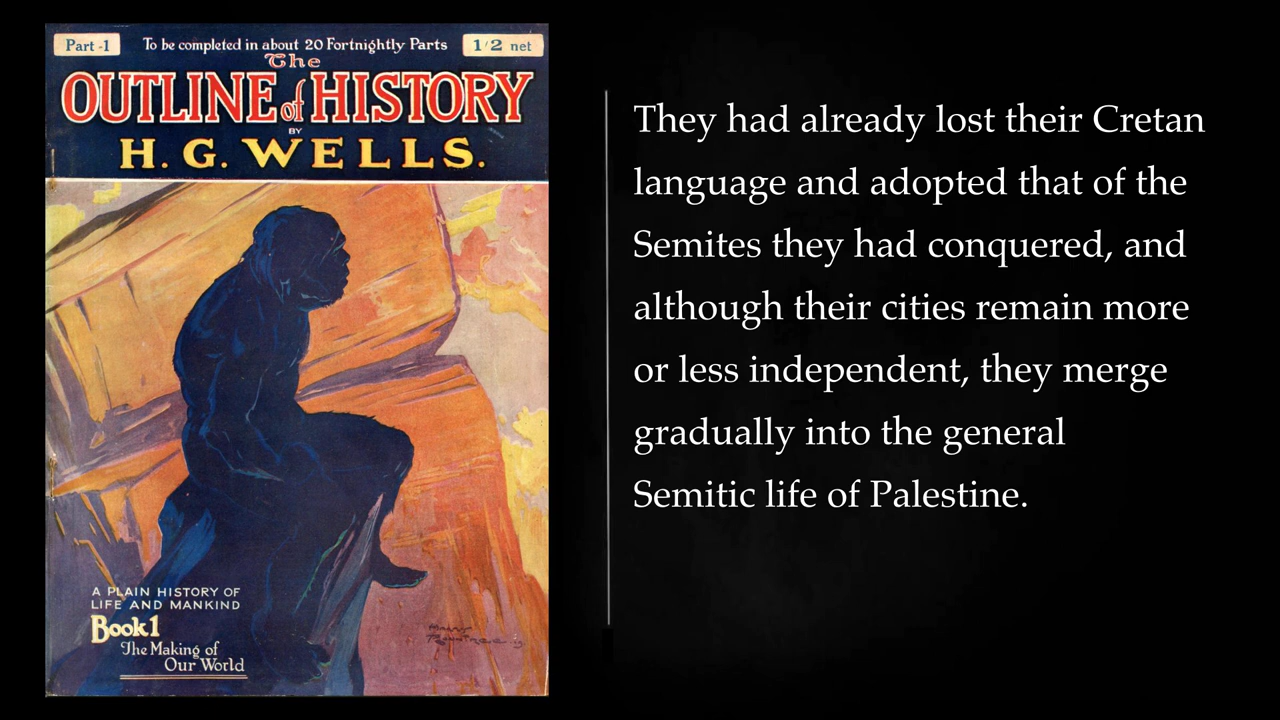 Part -1
To be completed in about 20 Fortnightly Parts
1/2 net
The
OUTLINE of HISTORY
BY
H. G. WELLS.
A PLAIN HISTORY OF
LIFE AND MANKIND
Book 1
The Making of
Our World
They had already lost their Cretan
language and adopted that of the
Semites they had conquered, and
although their cities remain more
or less independent, they merge
gradually into the general
Semitic life of Palestine.